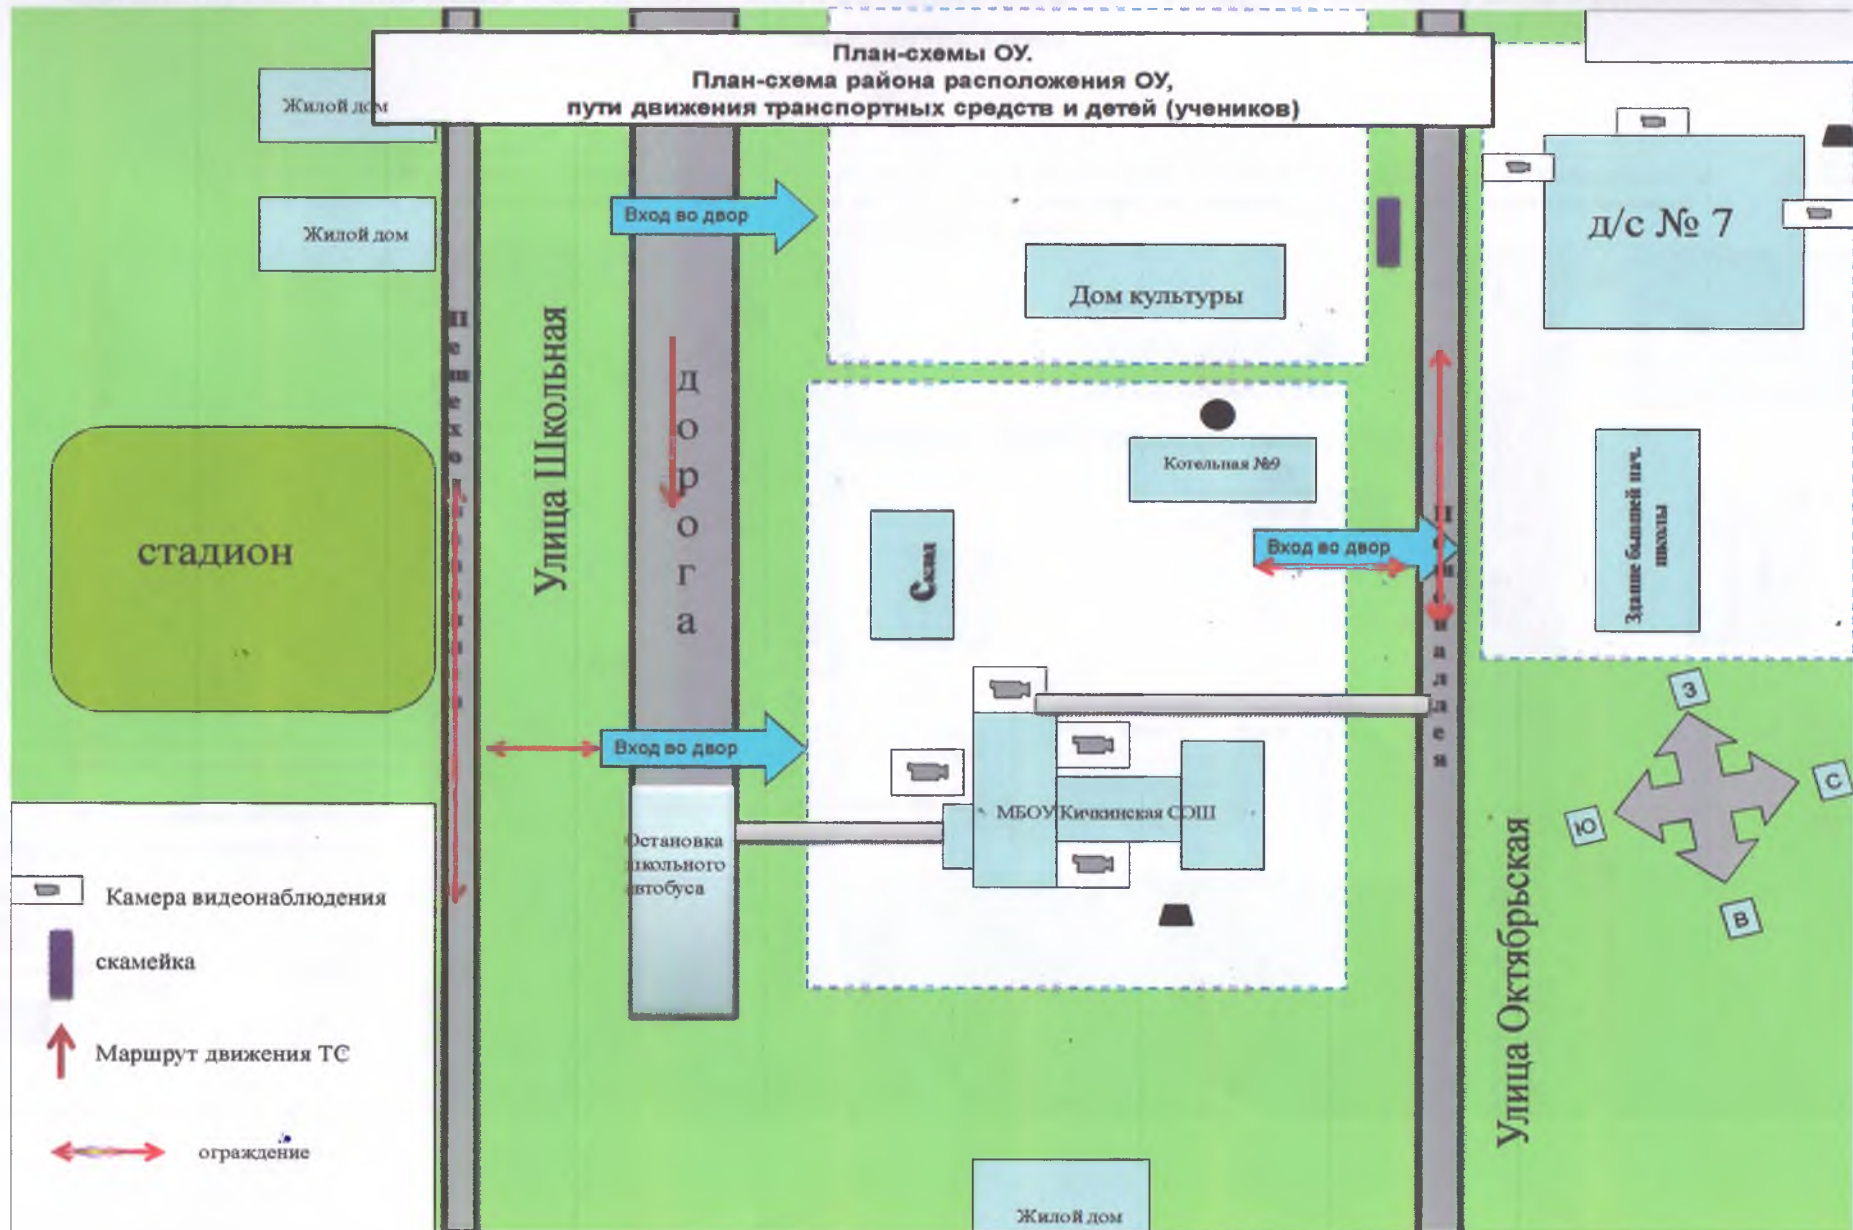 План-схемы ОУ.
План-схема района расположения ОУ,
пути движения транспортных средств и детей (учеников)
Жилой дом
Жилой дом
Вход во двор
Дом культуры
д/с № 7
Улица Школьная
дорога
стадион
Котельная №9
Склад
Вход во двор
Здание бывшей нач.
школы
Вход во двор
МБОУ Кичкинская СОШ
Остановка
школьного
автобуса
З
С
Ю
В
Улица Октябрьская
Камера видеонаблюдения
скамейка
Маршрут движения ТС
ограждение
Жилой дом